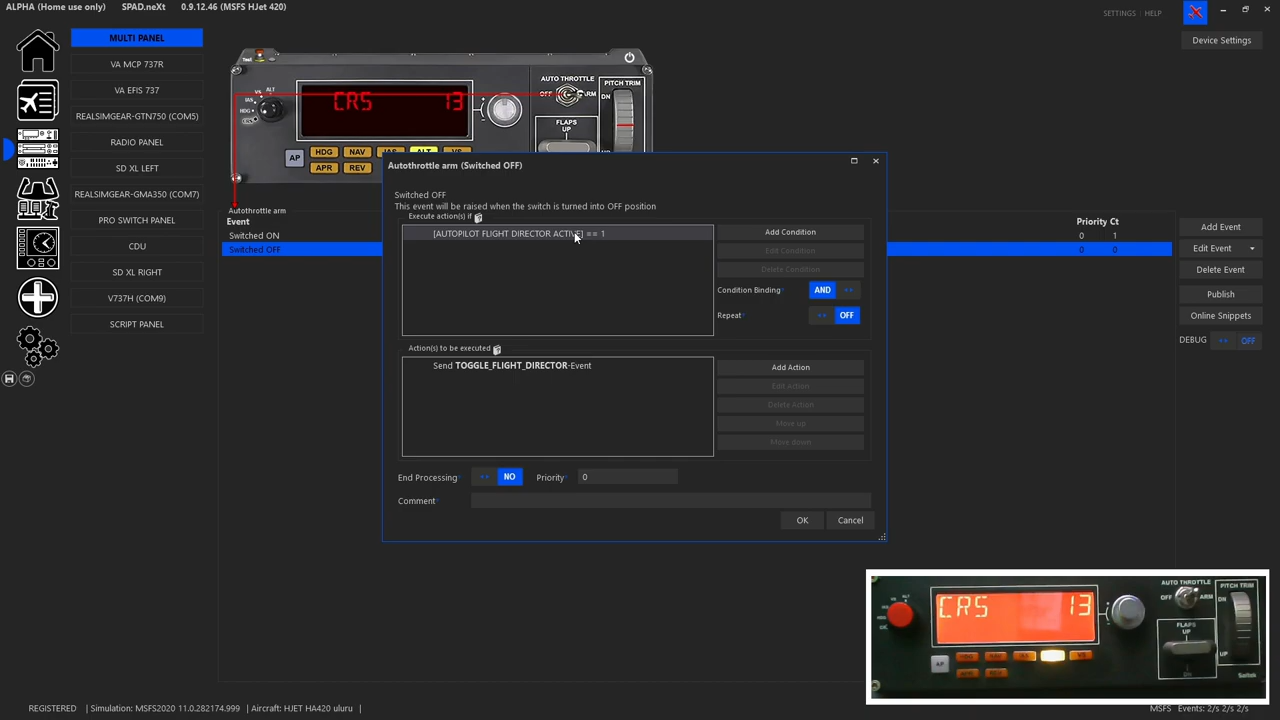 ALPHA (Home use only) SPAD.neXt 0.9.12.46 (MSFS HJet 420)
SETTINGS | HELP
Device Settings
MULTI PANEL
VA MCP 737R
VA EFIS 737
REALSIMGEAR-GTN750 (COM5)
RADIO PANEL
SD XL LEFT
REALSIMGEAR-GMA350 (COM7)
PRO SWITCH PANEL
CDU
SD XL RIGHT
V737H (COM9)
SCRIPT PANEL
ALT
VS
IAS
HDG
CRS 13
AUTO THROTTLE
OFF ARM
PITCH TRIM
DN
FLAPS
UP
AP
HDG NAV IAS ALT VS
APR REV
Autothrottle arm
Event Priority Ct
Switched ON 0 1
Switched OFF 0 0
Add Event
Edit Event
Delete Event
Publish
Online Snippets
DEBUG OFF
Autothrottle arm (Switched OFF)
Switched OFF
This event will be raised when the switch is turned into OFF position
Execute action(s) if
[AUTOPILOT FLIGHT DIRECTOR ACTIVE] == 1
Add Condition
Edit Condition
Delete Condition
Condition Binding AND
Repeat OFF
Action(s) to be executed
Send TOGGLE_FLIGHT_DIRECTOR-Event
Add Action
Edit Action
Delete Action
Move up
Move down
End Processing NO Priority 0
Comment
OK Cancel
CRS 13
AUTO THROTTLE
OFF ARM
PITCH TRIM
DN
FLAPS
UP
UP
AP
Saitek
REGISTERED | Simulation: MSFS2020 11.0.282174.999 | Aircraft: HJET HA420 uluru |
MSFS Events: 2/s 2/s 2/s